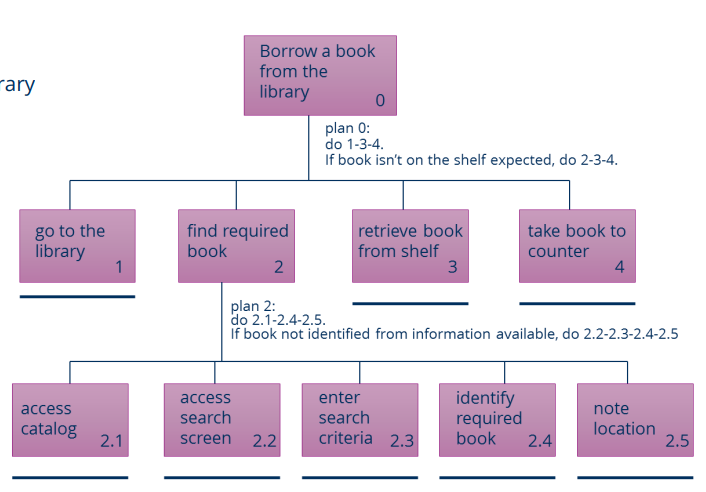 Borrow a book
from the
library
0
rary
plan 0:
do 1-3-4.
If book isn't on the shelf expected, do 2-3-4.
go to the
library
1
find required
book
2
retrieve book
from shelf
3
take book to
counter
4
plan 2:
do 2.1-2.4-2.5.
If book not identified from information available, do 2.2-2.3-2.4-2.5
access
catalog
2.1
access
search
screen
2.2
enter
search
criteria
2.3
identify
required
book
2.4
note
location
2.5